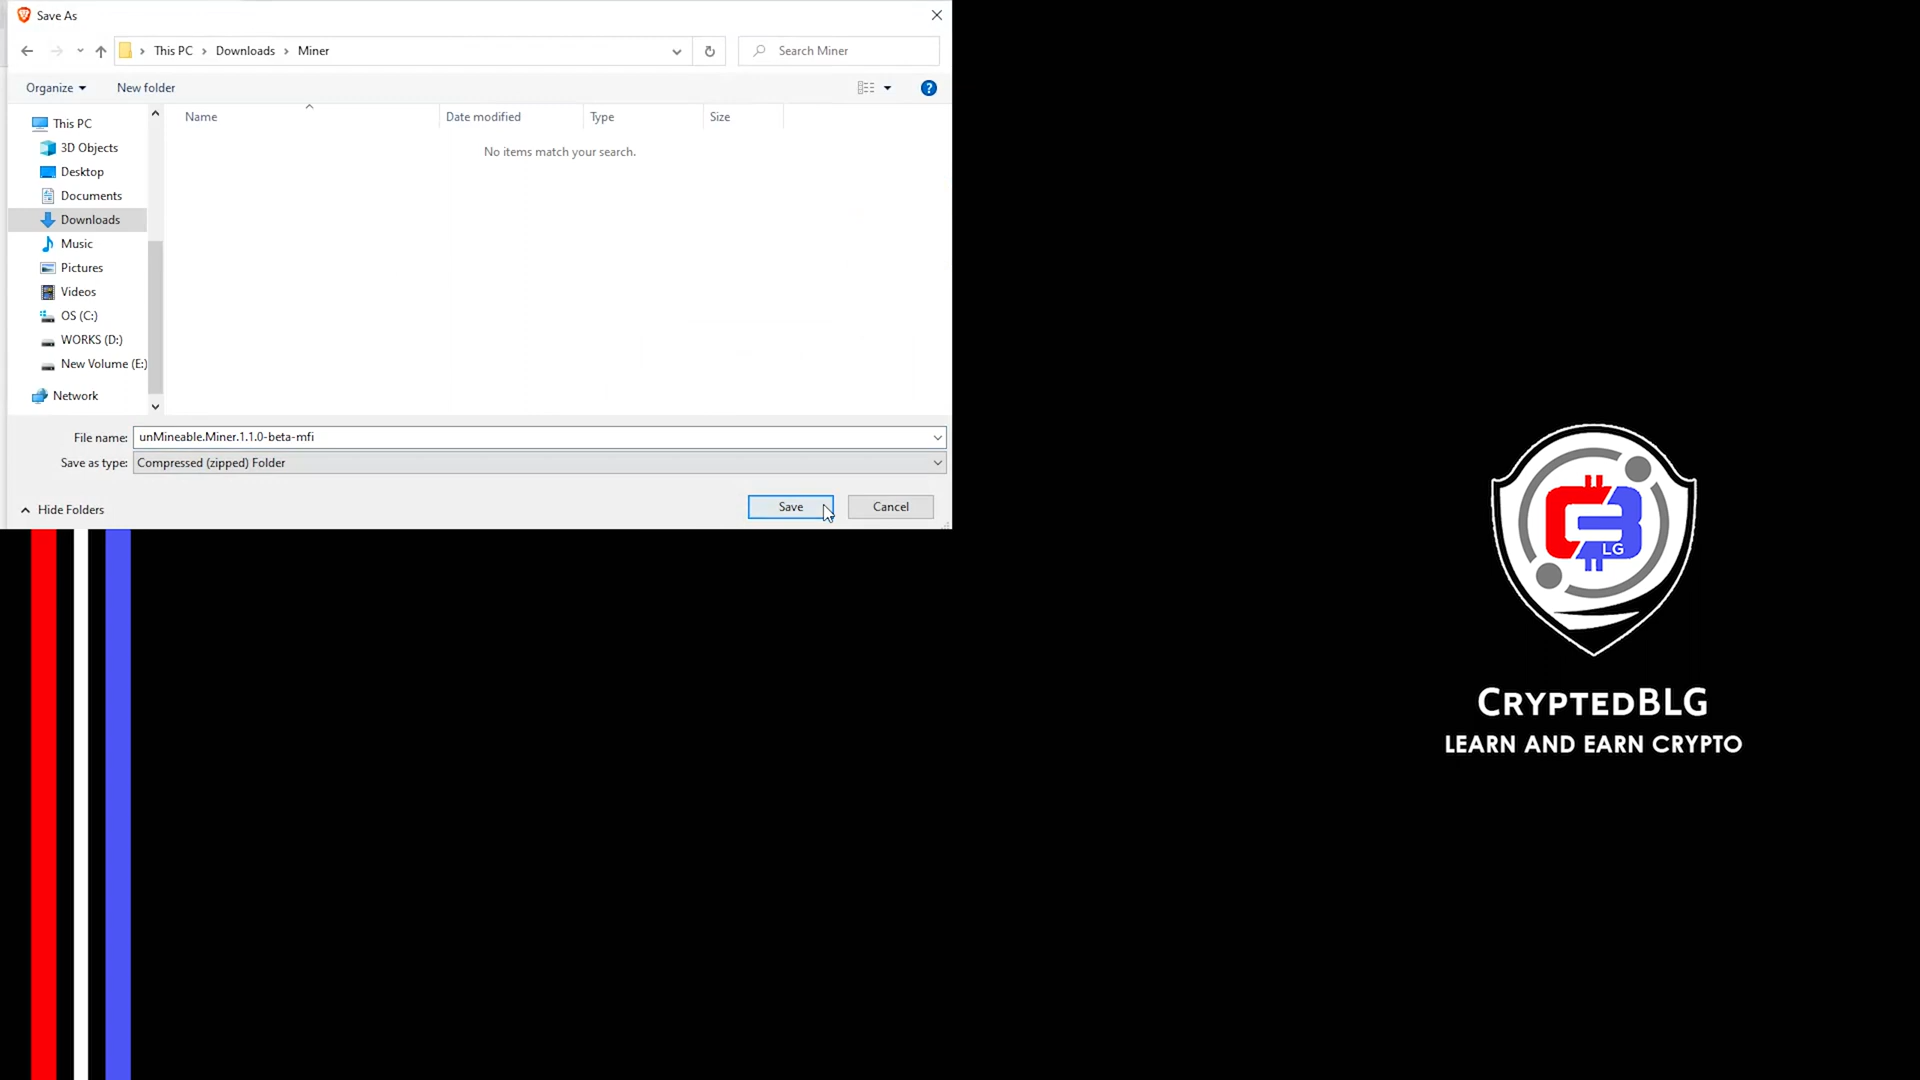 Save As
This PC
Downloads
Miner
Search Miner
Organize
New folder
?
Name
Date modified
Type
Size
No items match your search.
This PC
3D Objects
Desktop
Documents
Downloads
Music
Pictures
Videos
OS (C:)
WORKS (D:)
New Volume (E:)
Network
File name:
unMineable.Miner.1.1.0-beta-mfi
Save as type:
Compressed (zipped) Folder
Hide Folders
Save
Cancel
CB
LG
CRYPTEDBLG
LEARN AND EARN CRYPTO